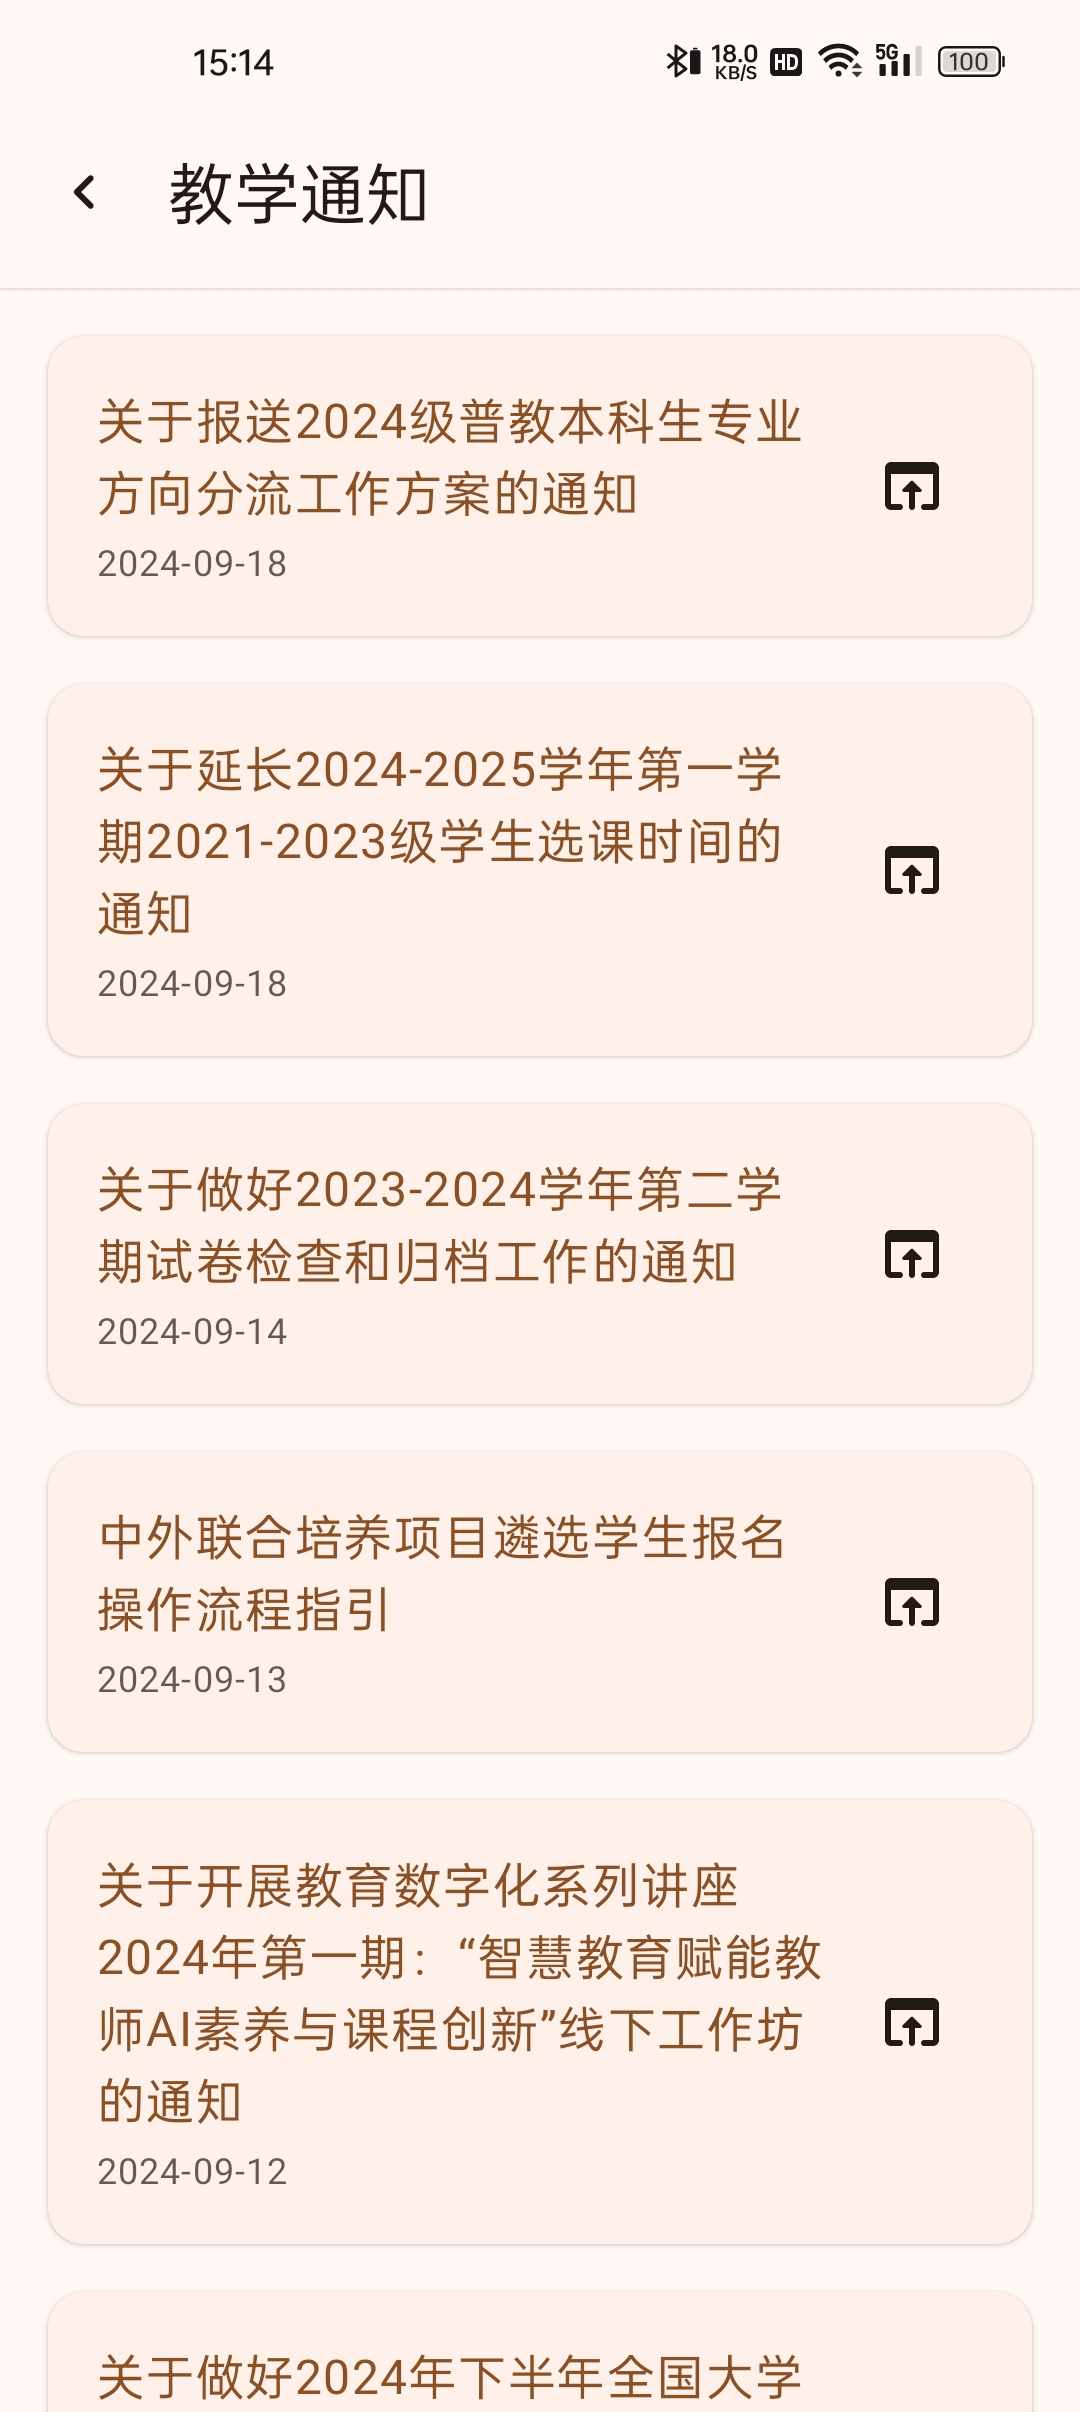 15:14
18.0
KB/S
HD
5G
100
教学通知
关于报送2024级普教本科生专业
方向分流工作方案的通知
2024-09-18
关于延长2024-2025学年第一学
期2021-2023级学生选课时间的
通知
2024-09-18
关于做好2023-2024学年第二学
期试卷检查和归档工作的通知
2024-09-14
中外联合培养项目遴选学生报名
操作流程指引
2024-09-13
关于开展教育数字化系列讲座
2024年第一期：“智慧教育赋能教
师AI素养与课程创新”线下工作坊
的通知
2024-09-12
关于做好2024年下半年全国大学